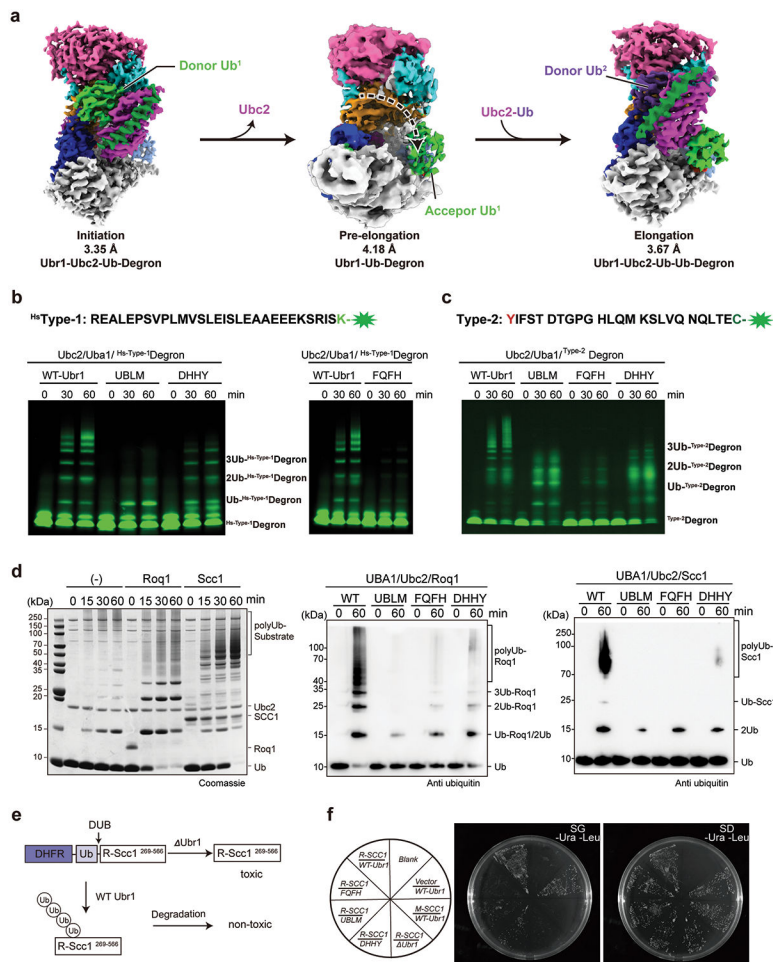 a
Donor Ub1
Ubc2
Accepor Ub1
Ubc2-Ub
Donor Ub2
Initiation
3.35 Å
Ubr1-Ubc2-Ub-Degron
Pre-elongation
4.18 Å
Ubr1-Ub-Degron
Elongation
3.67 Å
Ubr1-Ubc2-Ub-Ub-Degron
b
HsType-1: REALEPSVPLMVSLEISLEAAEEEKSRISK-
Ubc2/Uba1/ Hs-Type-1Degron
WT-Ubr1 UBLM DHHY
0 30 60 0 30 60 0 30 60 min
3Ub-Hs-Type-1Degron
2Ub-Hs-Type-1Degron
Ub-Hs-Type-1Degron
Hs-Type-1Degron
Ubc2/Uba1/ Hs-Type-1Degron
WT-Ubr1 FQFH
0 30 60 0 30 60 min
c
Type-2: YIFST DTGPG HLQM KSLVQ NQLTEC-
Ubc2/Uba1/Type-2 Degron
WT-Ubr1 UBLM FQFH DHHY
0 30 60 0 30 60 0 30 60 0 30 60 min
3Ub-Type-2Degron
2Ub-Type-2Degron
Ub-Type-2Degron
Type-2Degron
d
(-) Roq1 Scc1
0 15 30 60 0 15 30 60 0 15 30 60 min
(kDa)
250
150
100
70
50
40
35
25
20
15
10
polyUb-
Substrate
Ubc2
SCC1
Roq1
Ub
Coomassie
UBA1/Ubc2/Roq1
WT UBLM FQFH DHHY
0 60 0 60 0 60 0 60 min
(kDa)
250
150
100
70
50
40
35
25
15
10
polyUb-
Roq1
3Ub-Roq1
2Ub-Roq1
Ub-Roq1/2Ub
Ub
Anti ubiquitin
UBA1/Ubc2/Scc1
WT UBLM FQFH DHHY
0 60 0 60 0 60 0 60 min
(kDa)
250
100
70
25
15
10
polyUb-
Scc1
Ub-Scc1
2Ub
Ub
Anti ubiquitin
e
DUB
DHFR Ub R-Scc1 269-566
ΔUbr1
R-Scc1 269-566
toxic
WT Ubr1
Ub
Ub
Ub
Ub
R-Scc1 269-566
Degradation
non-toxic
f
R-SCC1
WT-Ubr1
Blank
R-SCC1
FQFH
Vector
WT-Ubr1
R-SCC1
UBLM
M-SCC1
WT-Ubr1
R-SCC1
DHHY
R-SCC1
ΔUbr1
SG
-Ura -Leu
SD
-Ura -Leu